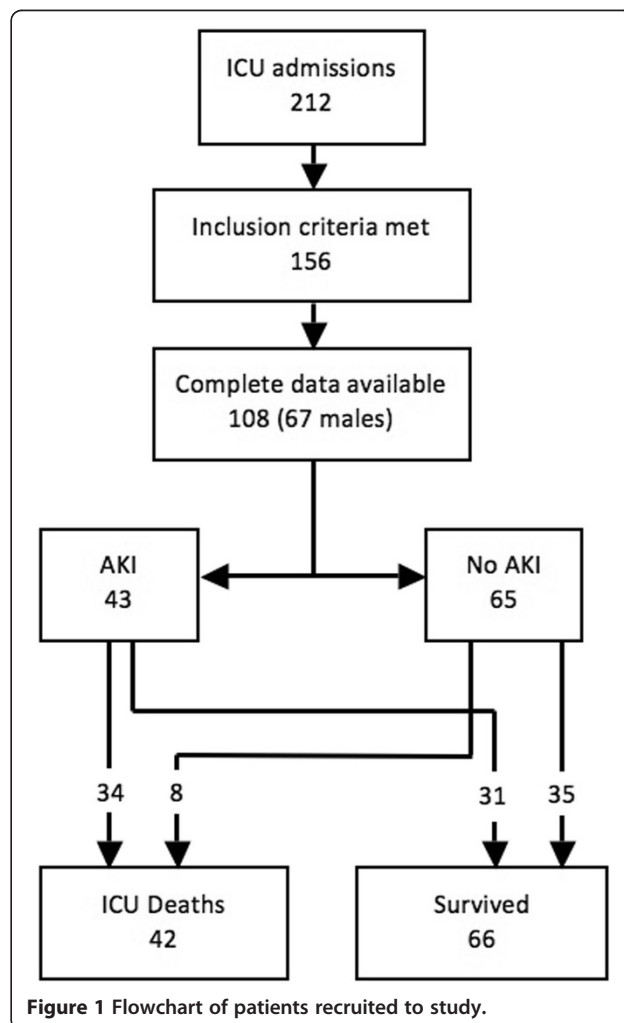 ICU admissions
212
Inclusion criteria met
156
Complete data available
108 (67 males)
AKI
43
No AKI
65
34
8
31
35
ICU Deaths
42
Survived
66
Figure 1 Flowchart of patients recruited to study.